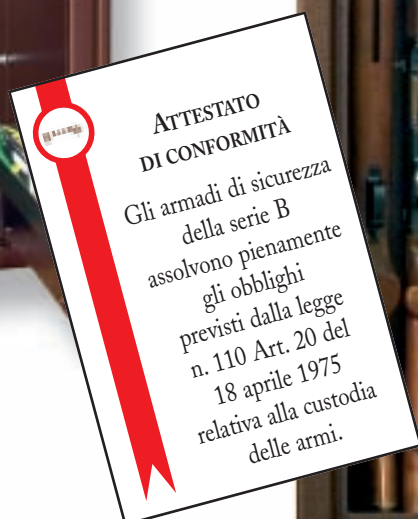 ATTESTATO
DI CONFORMITÀ
Gli armadi di sicurezza
della serie B
assolvono pienamente
gli obblighi
previsti dalla legge
n. 110 Art. 20 del
18 aprile 1975
relativa alla custodia
delle armi.